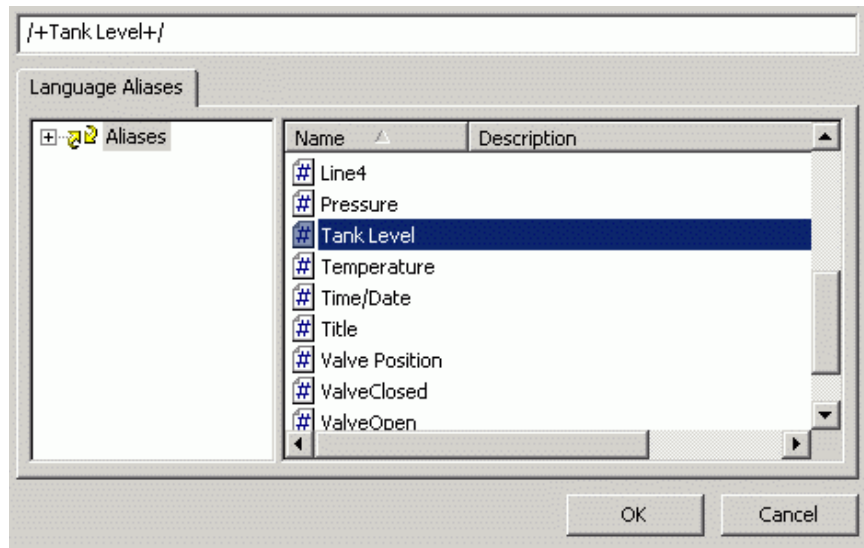 /+Tank Level+/
Language Aliases
Aliases
Name Description
Line4
Pressure
Tank Level
Temperature
Time/Date
Title
Valve Position
ValveClosed
ValveOpen
OK Cancel